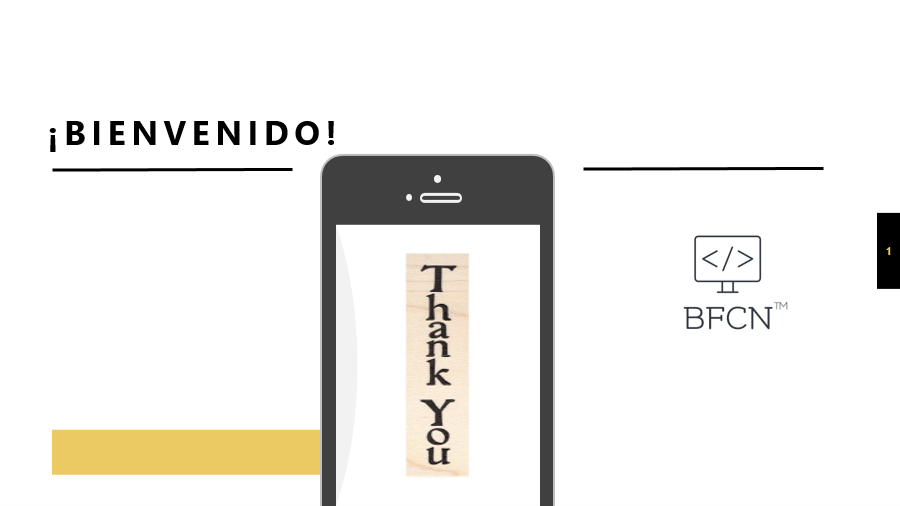 ¡BIENVENIDO!
1
</>
BFCN™
Thank
You